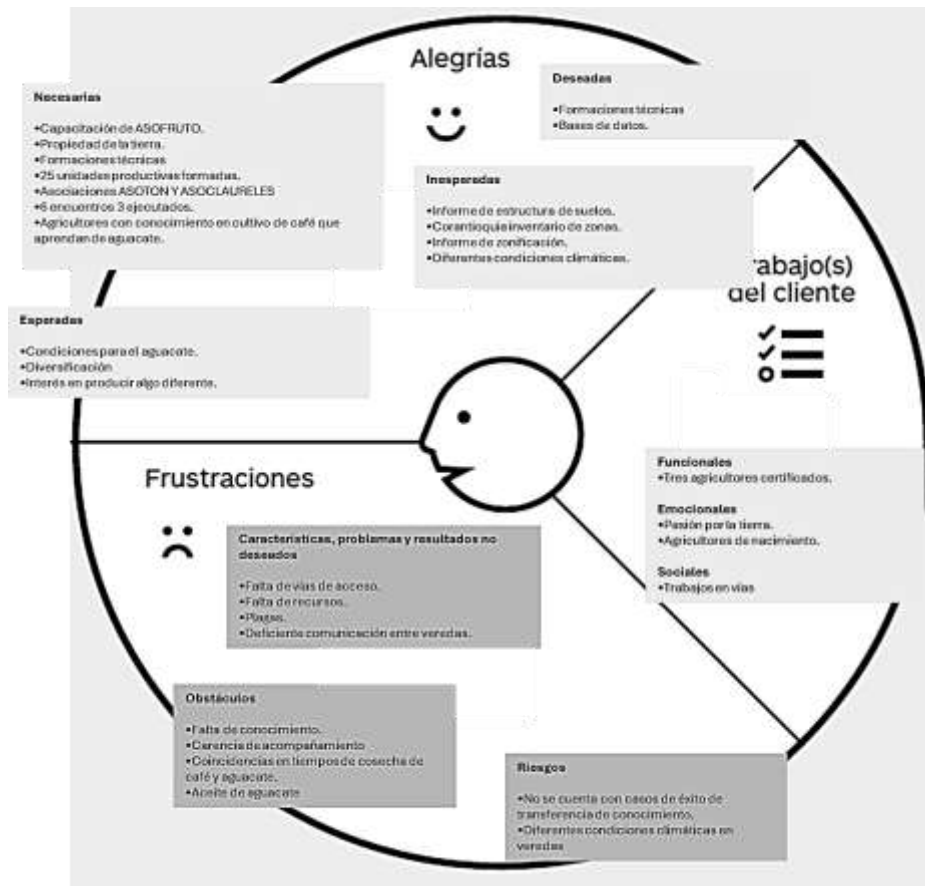 Alegrías
Necesarias
•Capacitación de ASOFRUTO.
•Propiedad de la tierra.
•Formaciones técnicas
•25 unidades productivas formadas.
•Asociaciones ASOTON Y ASOCLAURELES
•6 encuentros 3 ejecutados.
•Agricultores con conocimiento en cultivo de café que
aprendan de aguacate.
Deseadas
•Formaciones técnicas
•Bases de datos.
Inesperadas
•Informe de estructura de suelos.
•Corantioquia inventario de zonas.
•Informe de zonificación.
•Diferentes condiciones climáticas.
Esperadas
•Condiciones para el aguacate.
•Diversificación
•Interés en producir algo diferente.
rabajo(s)
del cliente
Funcionales
•Tres agricultores certificados.
Emocionales
•Pasión por la tierra.
•Agricultores de nacimiento.
Sociales
•Trabajos en vías
Frustraciones
Características, problemas y resultados no
deseados
•Falta de vías de acceso.
•Falta de recursos.
•Plagas.
•Deficiente comunicación entre veredas.
Obstáculos
•Falta de conocimiento.
•Carencia de acompañamiento
•Coincidencias en tiempos de cosecha de
café y aguacate.
•Aceite de aguacate
Riesgos
•No se cuenta con casos de éxito de
transferencia de conocimiento.
•Diferentes condiciones climáticas en
veredas